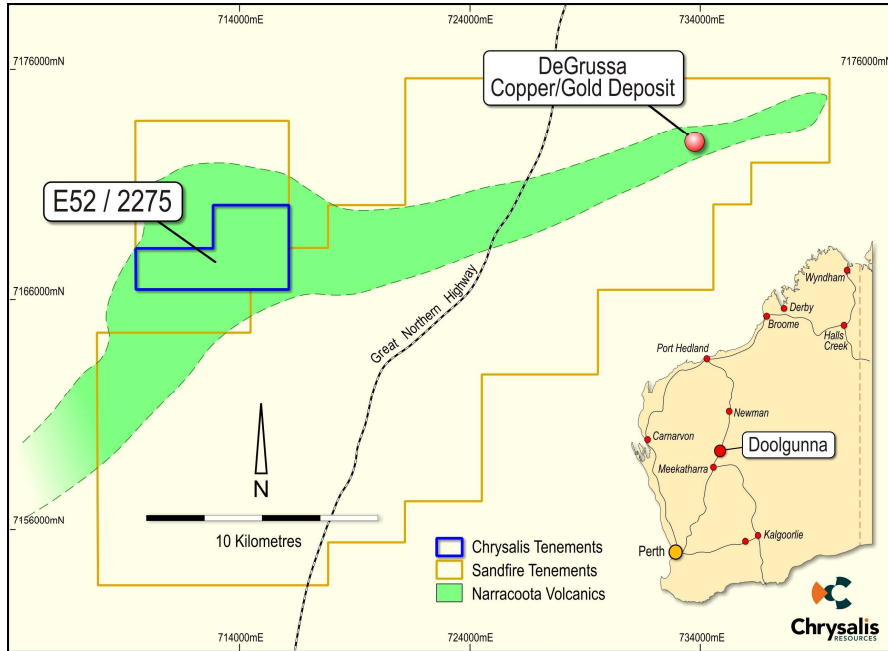 714000mE
724000mE
734000mE
7176000mN
7176000mN
DeGrussa
Copper/Gold Deposit
E52 / 2275
7166000mN
Great Northern Highway
Wyndham
Derby
Broome
Halls
Creek
Port Hedland
Newman
Carnarvon
Doolgunna
Meekatharra
N
7156000mN
10 Kilometres
Kalgoorlie
Perth
Chrysalis Tenements
Sandfire Tenements
Narracoota Volcanics
Chrysalis
RESOURCES
714000mE
724000mE
734000mE